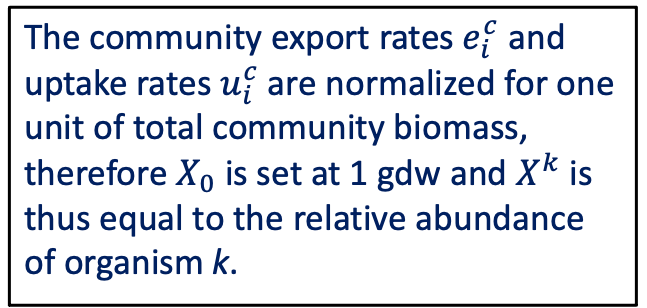 The community export rates $e_i^c$ and
uptake rates $u_i^c$ are normalized for one
unit of total community biomass,
therefore $X_0$ is set at 1 gdw and $X^k$ is
thus equal to the relative abundance
of organism k.